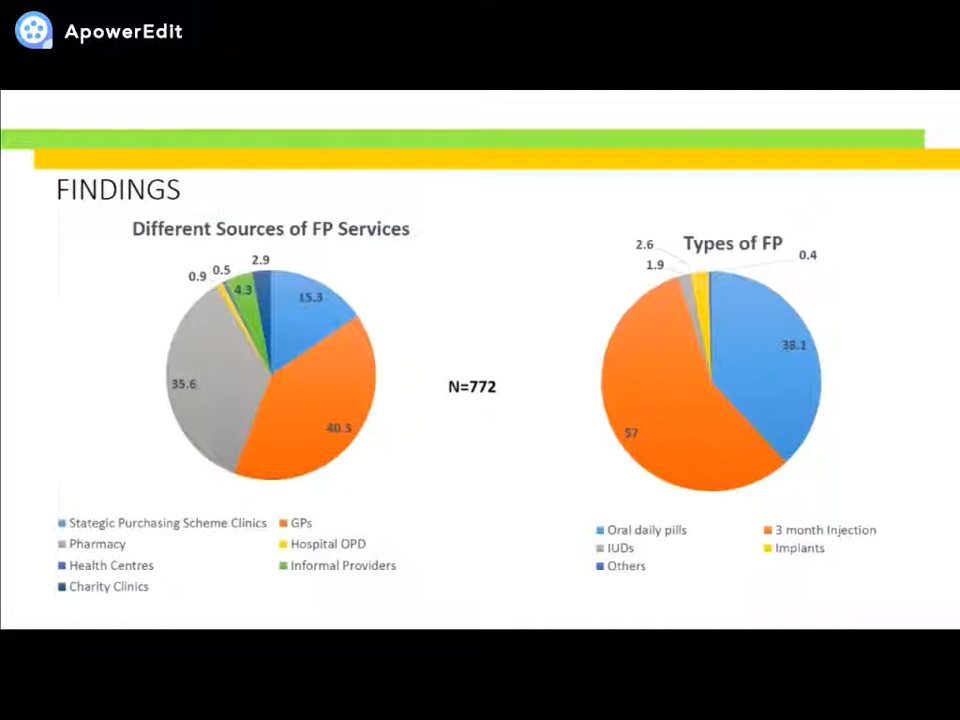 ApowerEdit
FINDINGS
Different Sources of FP Services
0.9
0.5
2.9
4.3
15.3
35.6
40.3
Stategic Purchasing Scheme Clinics
GPs
Pharmacy
Hospital OPD
Health Centres
Informal Providers
Charity Clinics
N=772
Types of FP
2.6
1.9
0.4
38.1
57
Oral daily pills
3 month Injection
IUDs
Implants
Others